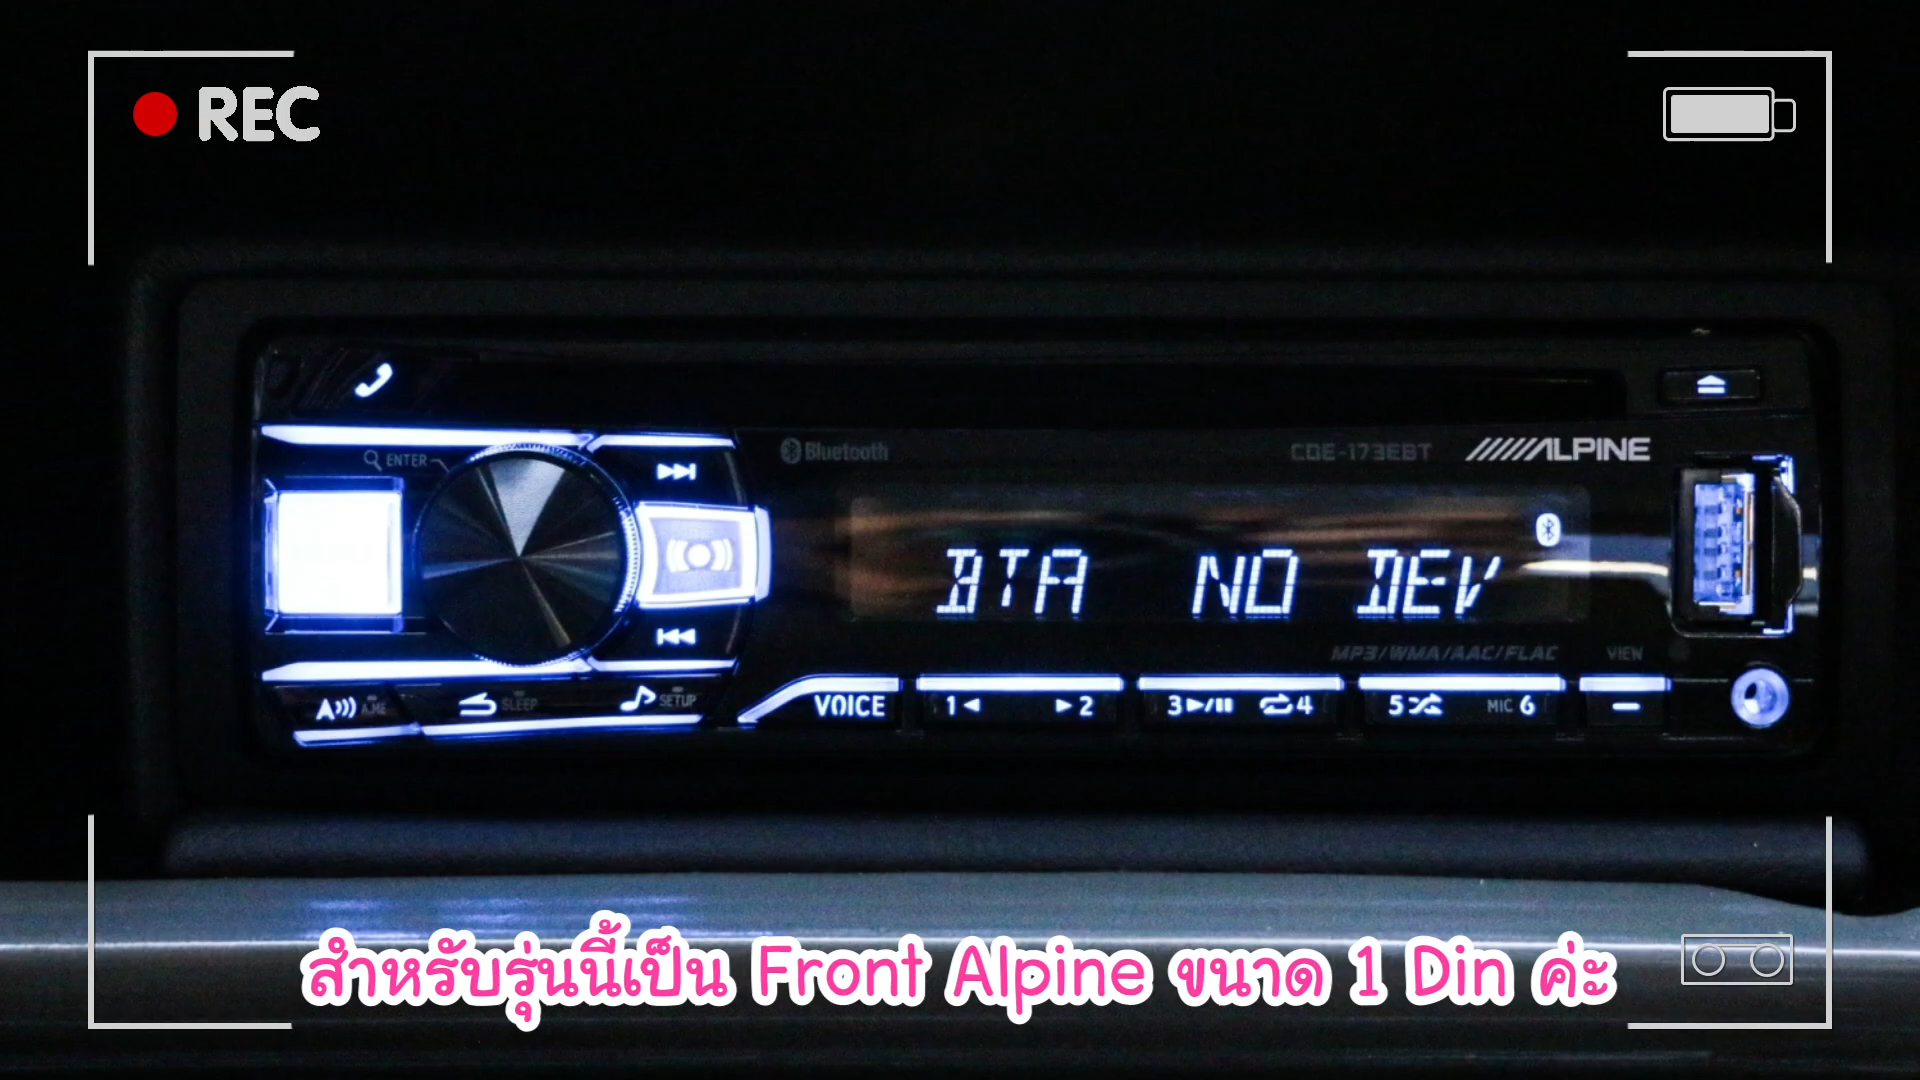 REC
ENTER
Bluetooth
CDE-173EBT
ALPINE
BTA NO DEV
MP3/WMA/AAC/FLAC
VIEW
A.ME
SLEEP
SETUP
VOICE
1
2
3
4
5
MIC 6
สำหรับรุ่นนี้เป็น Front Alpine ขนาด 1 Din ค่ะ